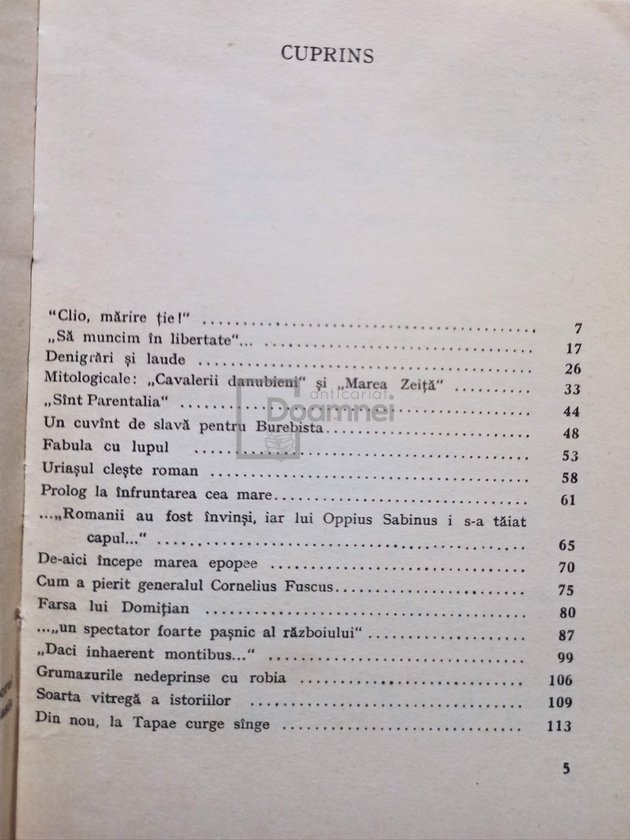 CUPRINS
“Clio, mărire ție!“ ........................................ 7
„Să muncim în libertate“... ................................ 17
Denigrări și laude ........................................ 26
Mitologicale: „Cavalerii danubieni“ și „Marea Zeiță“ .......... 33
„Sînt Parentalia“ ........................................ 44
Un cuvînt de slavă pentru Burebista ........................ 48
Fabula cu lupul ........................................ 53
Uriașul clește roman ........................................ 58
Prolog la înfruntarea cea mare .............................. 61
...„Romanii au fost învinși, iar lui Oppius Sabinus i s-a tăiat
capul...“ ........................................ 65
De-aici începe marea epopee ................................ 70
Cum a pierit generalul Cornelius Fuscus ........................ 75
Farsa lui Domițian ........................................ 80
...„un spectator foarte pașnic al războiului“ .................... 87
„Daci inhaerent montibus...“ ................................ 99
Grumazurile nedeprinse cu robia .............................. 106
Soarta vitregă a istoriilor ................................ 109
Din nou, la Tapae curge sînge .............................. 113
5
anticariat
Doamnei